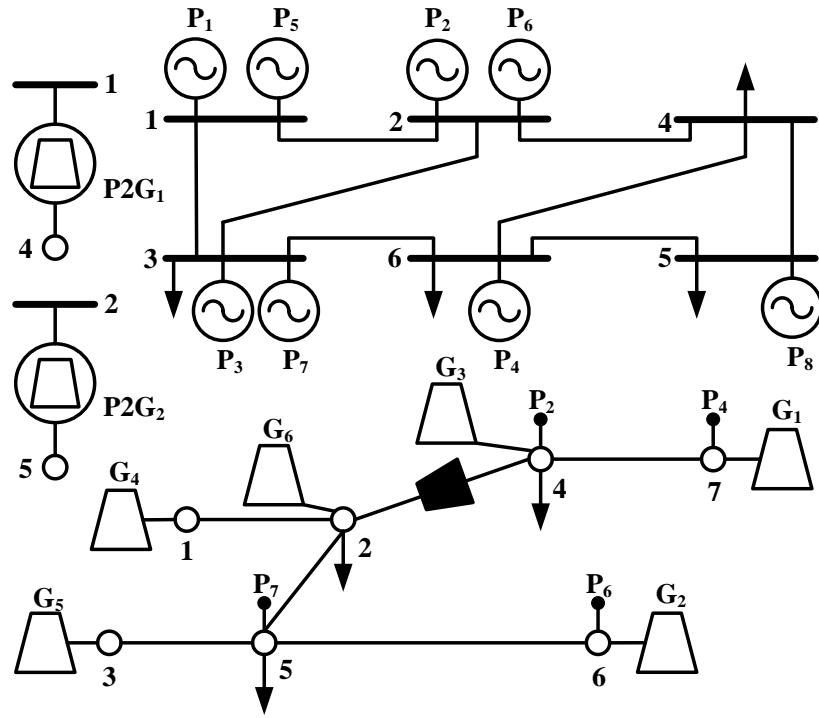 P₁ P₅ P₂ P₆
1
1 2 4
P2G₁
4
3 6 5
2
P₃ P₇ P₄ P₈
P2G₂
G₃ P₂ P₄ G₁
G₆
5
G₄
4 7
1 2
G₅ P₇ P₆ G₂
3 5 6